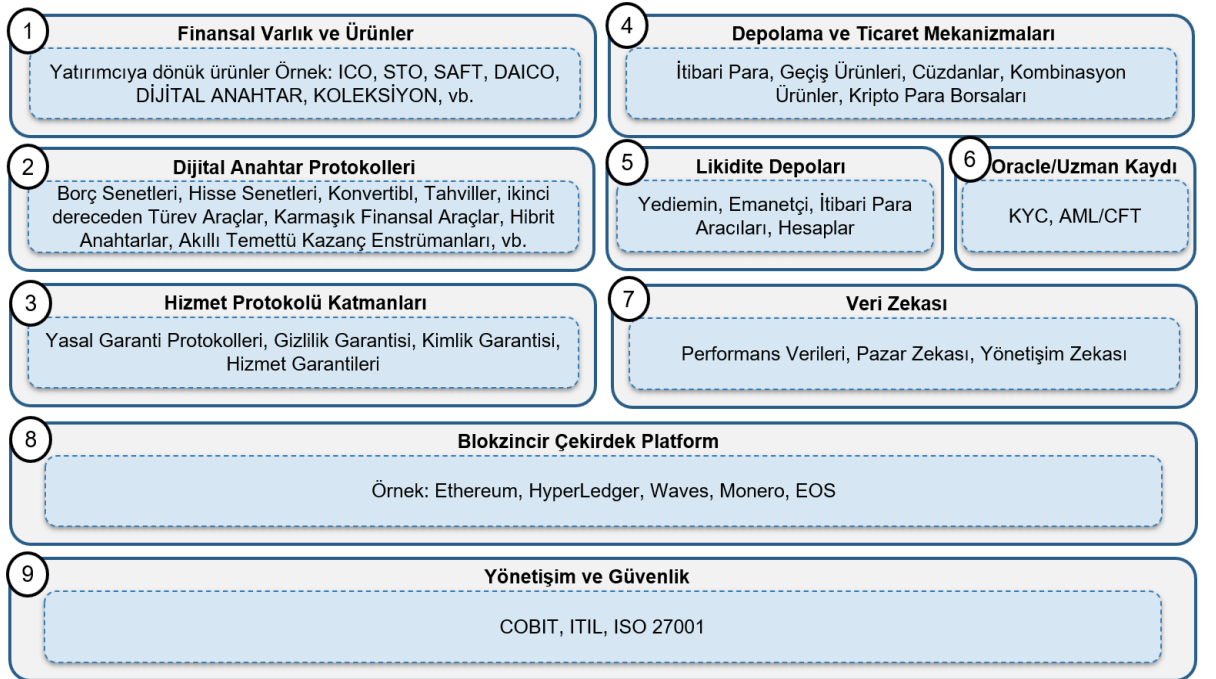 1
Finansal Varlık ve Ürünler
Yatırımcıya dönük ürünler Örnek: ICO, STO, SAFT, DAICO,
DİJİTAL ANAHTAR, KOLEKSİYON, vb.
2
Dijital Anahtar Protokolleri
Borç Senetleri, Hisse Senetleri, Konvertibl, Tahviller, ikinci
dereceden Türev Araçlar, Karmaşık Finansal Araçlar, Hibrit
Anahtarlar, Akıllı Temettü Kazanç Enstrümanları, vb.
3
Hizmet Protokolü Katmanları
Yasal Garanti Protokolleri, Gizlilik Garantisi, Kimlik Garantisi,
Hizmet Garantileri
4
Depolama ve Ticaret Mekanizmaları
İtibari Para, Geçiş Ürünleri, Cüzdanlar, Kombinasyon
Ürünler, Kripto Para Borsaları
5
Likidite Depoları
Yediemin, Emanetçi, İtibari Para
Aracıları, Hesaplar
6
Oracle/Uzman Kaydı
KYC, AML/CFT
7
Veri Zekası
Performans Verileri, Pazar Zekası, Yönetişim Zekası
8
Blokzincir Çekirdek Platform
Örnek: Ethereum, HyperLedger, Waves, Monero, EOS
9
Yönetişim ve Güvenlik
COBIT, ITIL, ISO 27001